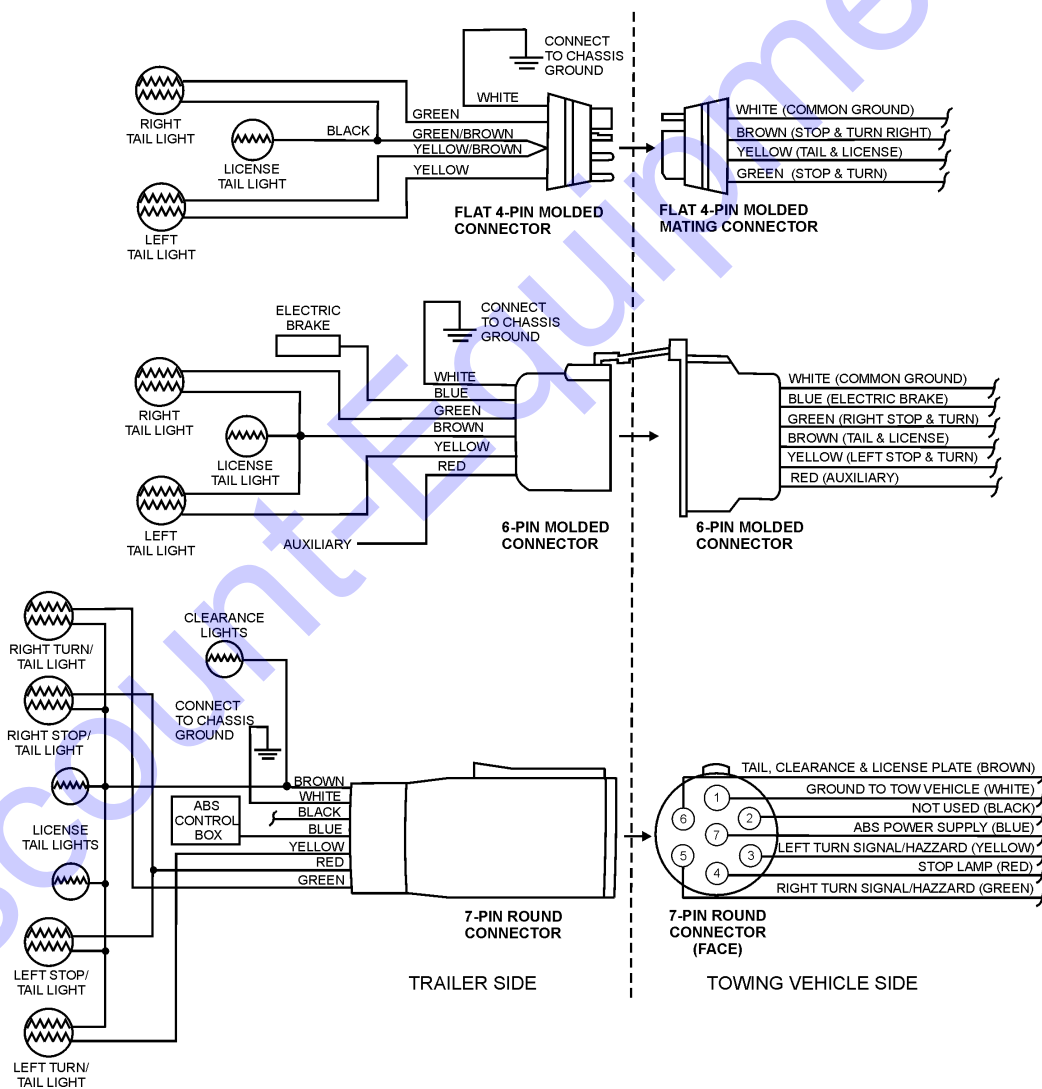 CONNECT
TO CHASSIS
GROUND
WHITE
GREEN
BLACK
GREEN/BROWN
YELLOW/BROWN
YELLOW
RIGHT
TAIL LIGHT
LICENSE
TAIL LIGHT
LEFT
TAIL LIGHT
FLAT 4-PIN MOLDED
CONNECTOR
WHITE (COMMON GROUND)
BROWN (STOP & TURN RIGHT)
YELLOW (TAIL & LICENSE)
GREEN (STOP & TURN)
FLAT 4-PIN MOLDED
MATING CONNECTOR
ELECTRIC
BRAKE
CONNECT
TO CHASSIS
GROUND
WHITE
BLUE
GREEN
BROWN
YELLOW
RED
RIGHT
TAIL LIGHT
LICENSE
TAIL LIGHT
LEFT
TAIL LIGHT
AUXILIARY
6-PIN MOLDED
CONNECTOR
WHITE (COMMON GROUND)
BLUE (ELECTRIC BRAKE)
GREEN (RIGHT STOP & TURN)
BROWN (TAIL & LICENSE)
YELLOW (LEFT STOP & TURN)
RED (AUXILIARY)
6-PIN MOLDED
CONNECTOR
RIGHT TURN/
TAIL LIGHT
RIGHT STOP/
TAIL LIGHT
LICENSE
TAIL LIGHTS
LEFT STOP/
TAIL LIGHT
LEFT TURN/
TAIL LIGHT
CLEARANCE
LIGHTS
CONNECT
TO CHASSIS
GROUND
ABS
CONTROL
BOX
BROWN
WHITE
BLACK
BLUE
YELLOW
RED
GREEN
7-PIN ROUND
CONNECTOR
1
2
3
4
5
6
7
TAIL, CLEARANCE & LICENSE PLATE (BROWN)
GROUND TO TOW VEHICLE (WHITE)
NOT USED (BLACK)
ABS POWER SUPPLY (BLUE)
LEFT TURN SIGNAL/HAZZARD (YELLOW)
STOP LAMP (RED)
RIGHT TURN SIGNAL/HAZZARD (GREEN)
7-PIN ROUND
CONNECTOR
(FACE)
TRAILER SIDE
TOWING VEHICLE SIDE
scount-Equipme